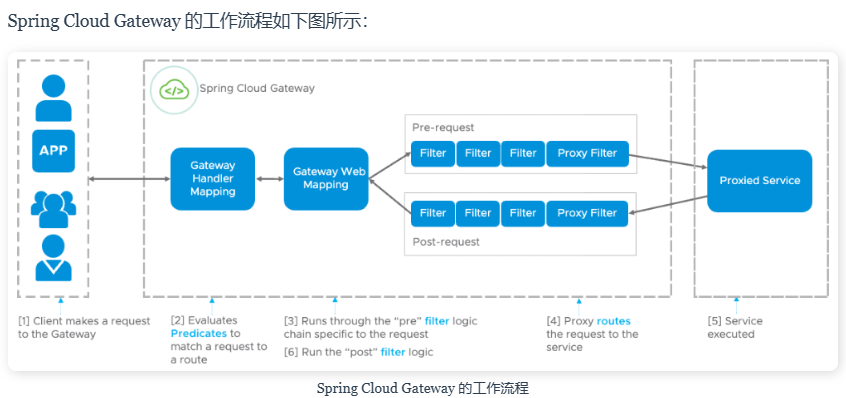 Spring Cloud Gateway 的工作流程如下图所示：
Spring Cloud Gateway
APP
Gateway
Handler
Mapping
Gateway Web
Mapping
Pre-request
Filter
Filter
Filter
Proxy Filter
Filter
Filter
Filter
Proxy Filter
Post-request
Proxied Service
[1] Client makes a request
to the Gateway
[2] Evaluates
Predicates to
match a request to
a route
[3] Runs through the “pre” filter logic
chain specific to the request
[6] Run the “post” filter logic
[4] Proxy routes
the request to the
service
[5] Service
executed
Spring Cloud Gateway 的工作流程